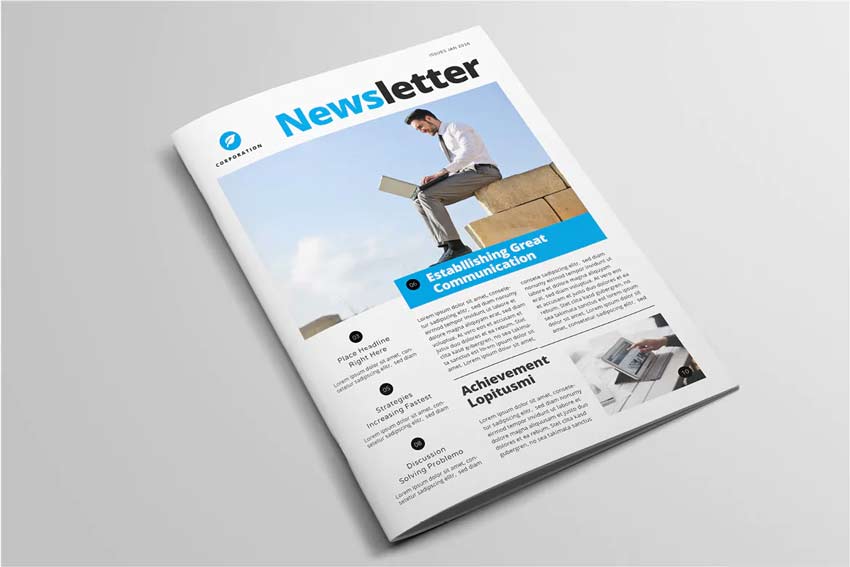 ISSUES JAN 2016
Newsletter
CORPORATION
06
Establlishing Great
Communication
Lorem ipsum dolor sit amet, consete-
tur sadipscing elitr, sed diam nonumy
eirmod tempor invidunt ut labore et
dolore magna aliquyam erat, sed diam
voluptua. At vero eos et accusam et
justo duo dolores et ea rebum. Stet
clita kasd gubergren, no sea takima-
ta sanctus est lorem ipsum dolor sit
amet. Lorem ipsum dolor sit amet,
consete sadipscing elitr, sed diam
nonumy eirmod tempor invidunt ut
labore et dolore magna aliquyam
erat, sed diam voluptua. At vero eos
et accusam et justo duo dolores et ea
rebum. Stet clita kasd gubergren, no
sea takimata sanctus est Lorem
ipsum dolor sit amet. Lorem ipsum dolor sit
amet, consetetur sadipscing elitr, sed
03
Place Headline
Right Here
Lorem ipsum dolor sit amet, con-
setetur sadipscing elitr, sed diam
05
Strategies
Increasing Fastest
Lorem ipsum dolor sit amet, con-
setetur sadipscing elitr, sed diam
08
Discussion
Solving Problemo
Lorem ipsum dolor sit amet, con-
setetur sadipscing elitr, sed diam
Achievement
Lopitusmi
Lorem ipsum dolor sit amet, consete-
tur sadipscing elitr, sed diam nonumy
eirmod tempor invidunt ut labore et
dolore magna aliquyam erat, sed diam
voluptua. At vero eos et accusam et justo duo
dolores et ea rebum. Stet clita kasd
gubergren, no sea takimata sanctus
10